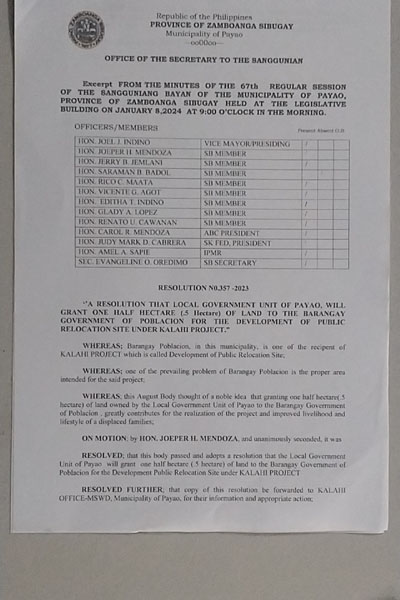 Republic of the Philippines
PROVINCE OF ZAMBOANGA SIBUGAY
Municipality of Payao
--oo0oo--
OFFICE OF THE SECRETARY TO THE SANGGUNIAN
Excerpt FROM THE MINUTES OF THE 67th REGULAR SESSION
OF THE SANGGUNIANG BAYAN OF THE MUNICIPALITY OF PAYAO,
PROVINCE OF ZAMBOANGA SIBUGAY HELD AT THE LEGISLATIVE
BUILDING ON JANUARY 8,2024 AT 9:00 O'CLOCK IN THE MORNING.
OFFICERS/MEMBERS Present Absent O.B.
HON. JOEL J. INDINO VICE MAYOR/PRESIDING /
HON. JOEPER H. MENDOZA SB MEMBER /
HON. JERRY B. JEMLANI SB MEMBER /
HON. SARAMAN B. BADOL SB MEMBER /
HON. RICO C. MAATA SB MEMBER /
HON. VICENTE G. AGOT SB MEMBER /
HON. EDITHA T. INDINO SB MEMBER /
HON. GLADY A. LOPEZ SB MEMBER /
HON. RENATO U. CAWANAN SB MEMBER /
HON. CAROL R. MENDOZA ABC PRESIDENT /
HON. RUDY MARK D. CABRERA SK FED. PRESIDENT /
HON. AMEL A. SAPIE IPMR /
SEC. EVANGELINE O. OREDIMO SB SECRETARY /
RESOLUTION N0.357 -2023
"A RESOLUTION THAT LOCAL GOVERNMENT UNIT OF PAYAO, WILL
GRANT ONE HALF HECTARE (.5 Hectare) OF LAND TO THE BARANGAY
GOVERNMENT OF POBLACION FOR THE DEVELOPMENT OF PUBLIC
RELOCATION SITE UNDER KALAHI PROJECT."
WHEREAS; Barangay Poblacion, in this municipality, is one of the recipent of
KALAHI PROJECT which is called Development of Public Relocation Site;
WHEREAS; one of the prevailing problem of Barangay Poblacion is the proper area
intended for the said project;
WHEREAS; this August Body thought of a noble idea that granting one half hectare(.5
hectare) of land owned by the Local Government Unit of Payao to the Barangay Government
of Poblacion , greatly contributes for the realization of the project and improved livelihood and
lifestyle of a displaced families;
ON MOTION; by HON. JOEPER H. MENDOZA, and unanimously seconded, it was
RESOLVED; that this body passed and adopts a resolution that the Local Government
Unit of Payao will grant one half hectare (.5 hectare) of land to the Barangay Government of
Poblacion for the Development Public Relocation Site under KALAHI PROJECT
RESOLVED FURTHER; that copy of this resolution be forwarded to KALAHI
OFFICE-MSWD, Municipality of Payao, for their information and appropriate action;